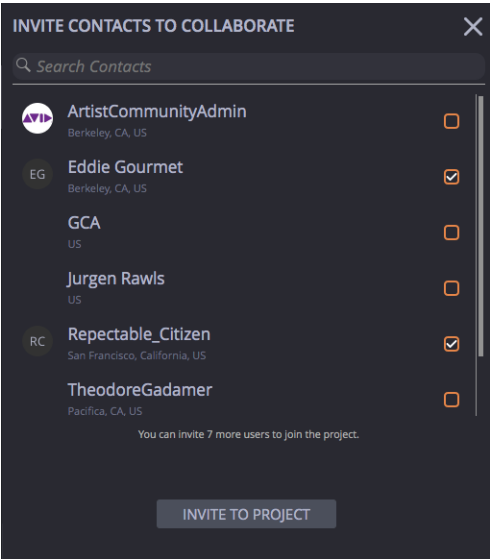 INVITE CONTACTS TO COLLABORATE
Search Contacts
AVID
ArtistCommunityAdmin
Berkeley, CA, US
EG
Eddie Gourmet
Berkeley, CA, US
GCA
US
Jurgen Rawls
US
RC
Repectable_Citizen
San Francisco, California, US
TheodoreGadamer
Pacifica, CA, US
You can invite 7 more users to join the project.
INVITE TO PROJECT